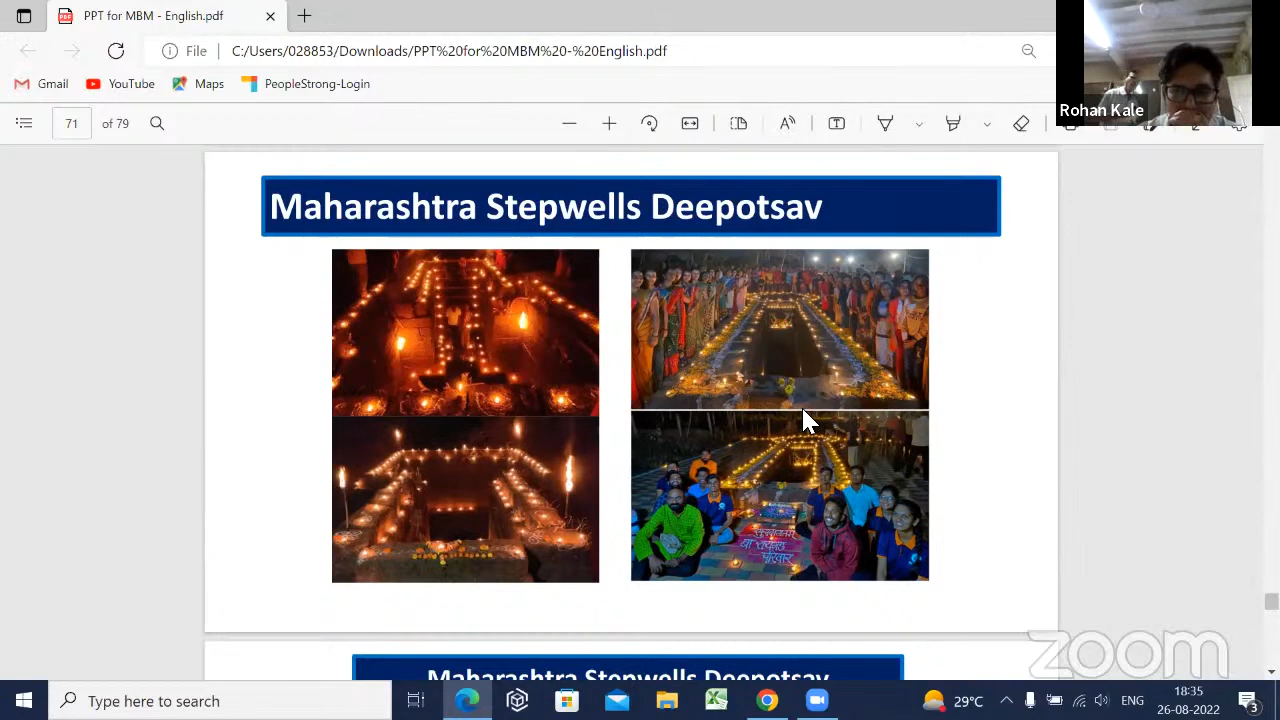 PPT for MBM - English.pdf
File C:/Users/028853/Downloads/PPT%20for%20MBM%20-%20English.pdf
Gmail YouTube Maps PeopleStrong-Login
Rohan Kale
71 of 79
Maharashtra Stepwells Deepotsav
परिवार
Maharashtra Stepwells Deepotsav
zoom
Type here to search
29°C ENG 18:35
26-08-2022 3